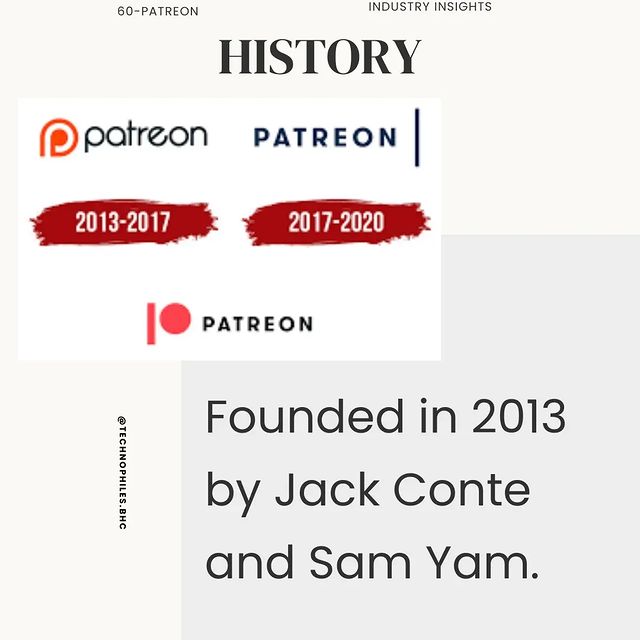 60-PATREON
INDUSTRY INSIGHTS
HISTORY
patreon
PATREON
2013-2017
2017-2020
PATREON
@TECHNOPHILES.BHC
Founded in 2013
by Jack Conte
and Sam Yam.